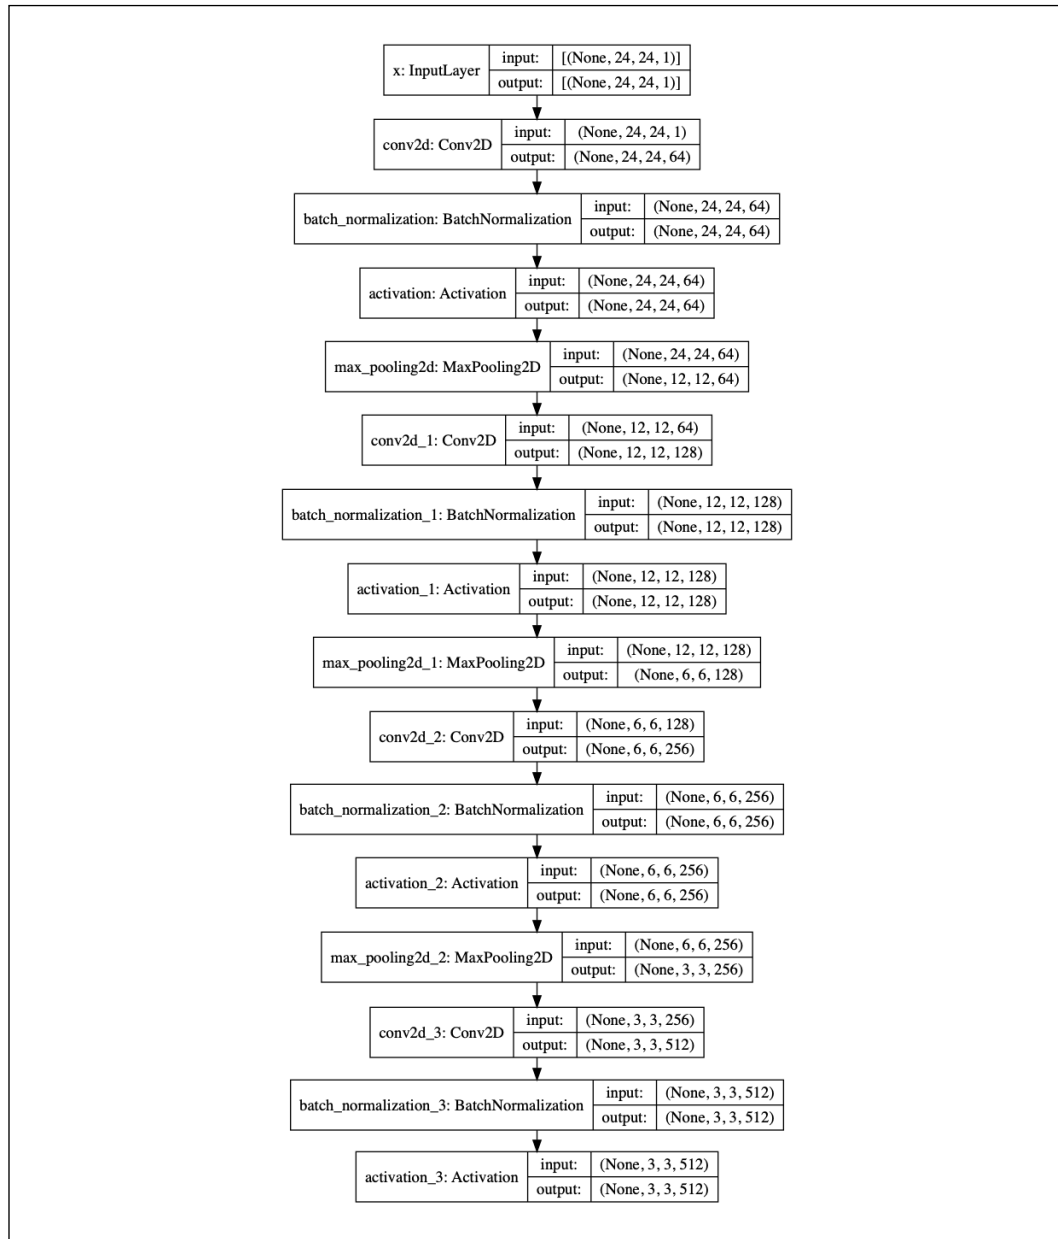 x: InputLayer
input: [(None, 24, 24, 1)]
output: [(None, 24, 24, 1)]
conv2d: Conv2D
input: (None, 24, 24, 1)
output: (None, 24, 24, 64)
batch_normalization: BatchNormalization
input: (None, 24, 24, 64)
output: (None, 24, 24, 64)
activation: Activation
input: (None, 24, 24, 64)
output: (None, 24, 24, 64)
max_pooling2d: MaxPooling2D
input: (None, 24, 24, 64)
output: (None, 12, 12, 64)
conv2d_1: Conv2D
input: (None, 12, 12, 64)
output: (None, 12, 12, 128)
batch_normalization_1: BatchNormalization
input: (None, 12, 12, 128)
output: (None, 12, 12, 128)
activation_1: Activation
input: (None, 12, 12, 128)
output: (None, 12, 12, 128)
max_pooling2d_1: MaxPooling2D
input: (None, 12, 12, 128)
output: (None, 6, 6, 128)
conv2d_2: Conv2D
input: (None, 6, 6, 128)
output: (None, 6, 6, 256)
batch_normalization_2: BatchNormalization
input: (None, 6, 6, 256)
output: (None, 6, 6, 256)
activation_2: Activation
input: (None, 6, 6, 256)
output: (None, 6, 6, 256)
max_pooling2d_2: MaxPooling2D
input: (None, 6, 6, 256)
output: (None, 3, 3, 256)
conv2d_3: Conv2D
input: (None, 3, 3, 256)
output: (None, 3, 3, 512)
batch_normalization_3: BatchNormalization
input: (None, 3, 3, 512)
output: (None, 3, 3, 512)
activation_3: Activation
input: (None, 3, 3, 512)
output: (None, 3, 3, 512)